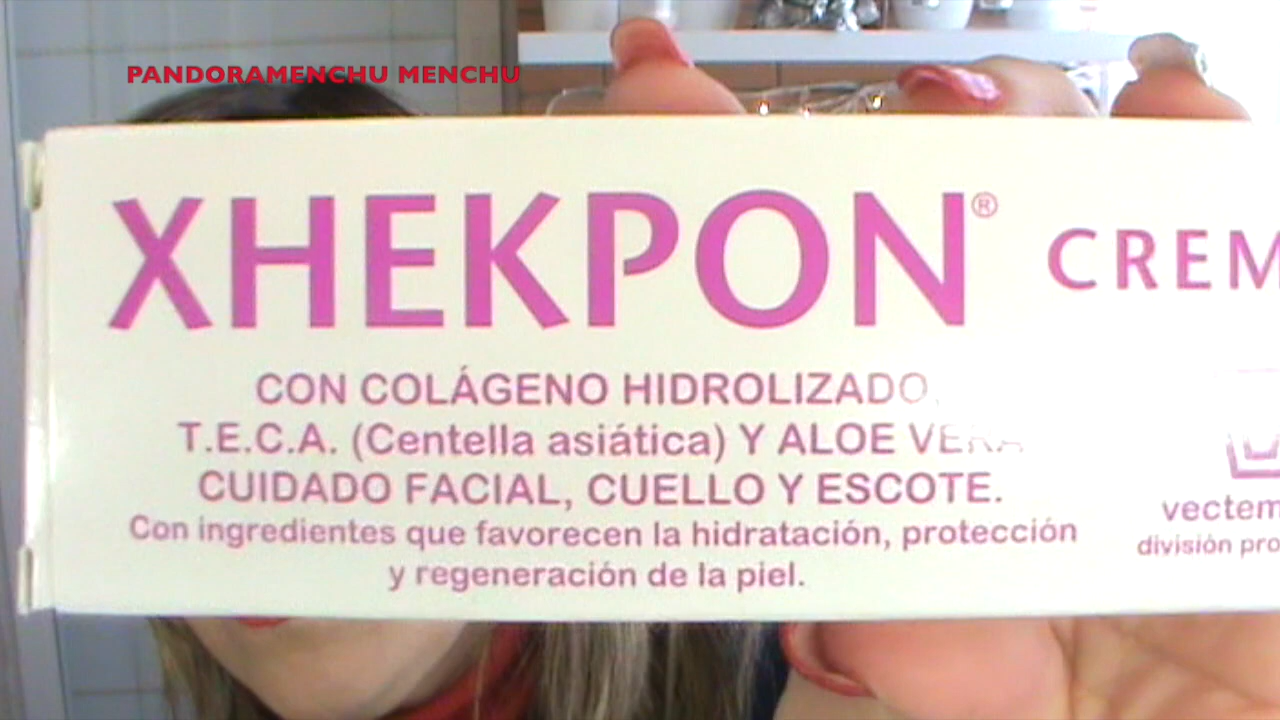 PANDORAMENCHU MENCHU
XHEKPON® CREM
CON COLÁGENO HIDROLIZADO,
T.E.C.A. (Centella asiática) Y ALOE VERA
CUIDADO FACIAL, CUELLO Y ESCOTE.
Con ingredientes que favorecen la hidratación, protección
y regeneración de la piel.
vectem
división pro